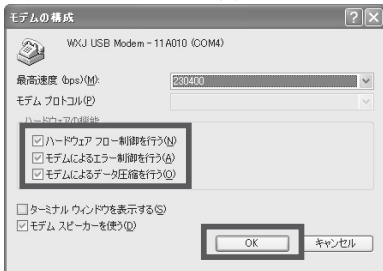 モデムの構成
WXJ USB Modem - 11A010 (COM4)
最高速度 (bps)(M):
230400
モデム プロトコル(P)
ハードウェアの機能
ハードウェア フロー制御を行う(N)
モデムによるエラー制御を行う(A)
モデムによるデータ圧縮を行う(O)
ターミナル ウィンドウを表示する(S)
モデム スピーカーを使う(D)
OK
キャンセル